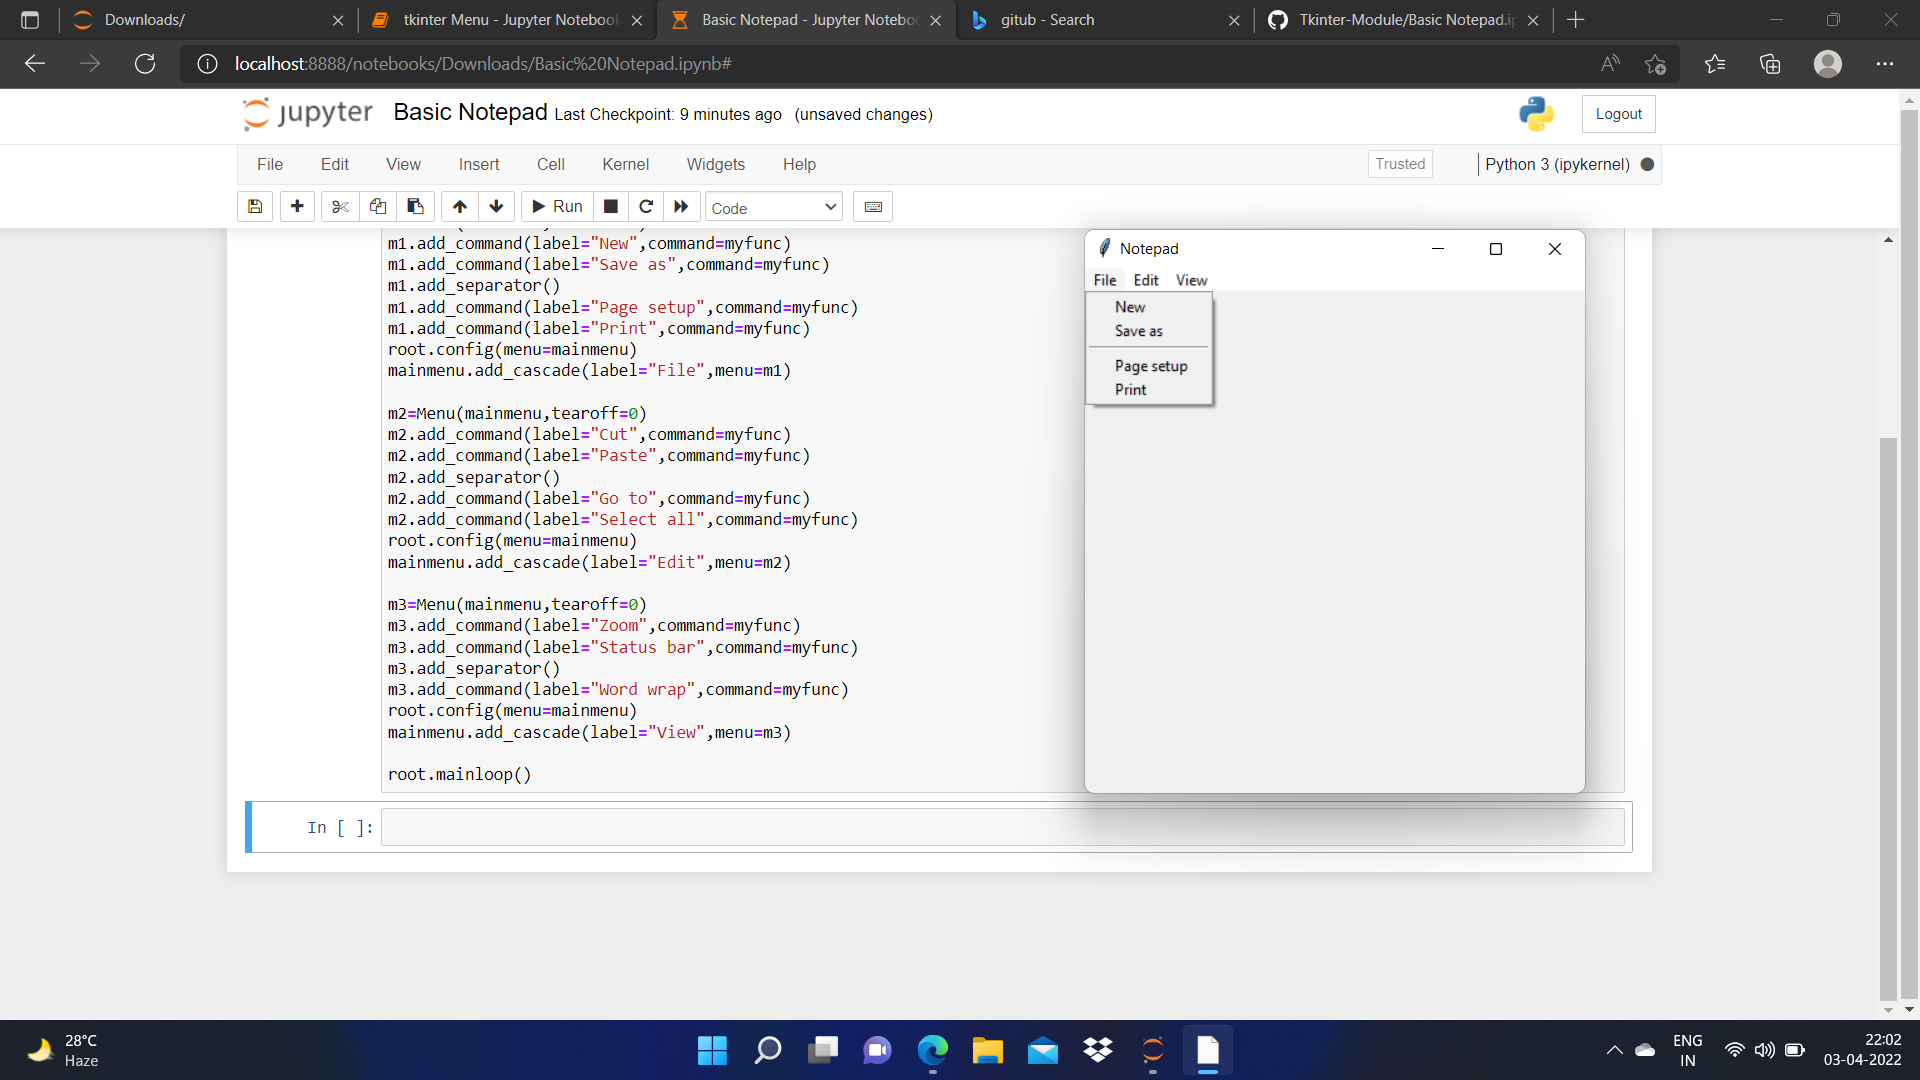 Downloads/
tkinter Menu - Jupyter Notebook
Basic Notepad - Jupyter Notebo
gitub - Search
Tkinter-Module/Basic Notepad.i
localhost:8888/notebooks/Downloads/Basic%20Notepad.ipynb#
jupyter Basic Notepad Last Checkpoint: 9 minutes ago (unsaved changes)
Logout
File Edit View Insert Cell Kernel Widgets Help
Trusted
Python 3 (ipykernel)
Run
Code
m1.add_command(label="New",command=myfunc)
m1.add_command(label="Save as",command=myfunc)
m1.add_separator()
m1.add_command(label="Page setup",command=myfunc)
m1.add_command(label="Print",command=myfunc)
root.config(menu=mainmenu)
mainmenu.add_cascade(label="File",menu=m1)
m2=Menu(mainmenu,tearoff=0)
m2.add_command(label="Cut",command=myfunc)
m2.add_command(label="Paste",command=myfunc)
m2.add_separator()
m2.add_command(label="Go to",command=myfunc)
m2.add_command(label="Select all",command=myfunc)
root.config(menu=mainmenu)
mainmenu.add_cascade(label="Edit",menu=m2)
m3=Menu(mainmenu,tearoff=0)
m3.add_command(label="Zoom",command=myfunc)
m3.add_command(label="Status bar",command=myfunc)
m3.add_separator()
m3.add_command(label="Word wrap",command=myfunc)
root.config(menu=mainmenu)
mainmenu.add_cascade(label="View",menu=m3)
root.mainloop()
In [ ]:
Notepad
File Edit View
New
Save as
Page setup
Print
28°C
Haze
ENG
IN
22:02
03-04-2022